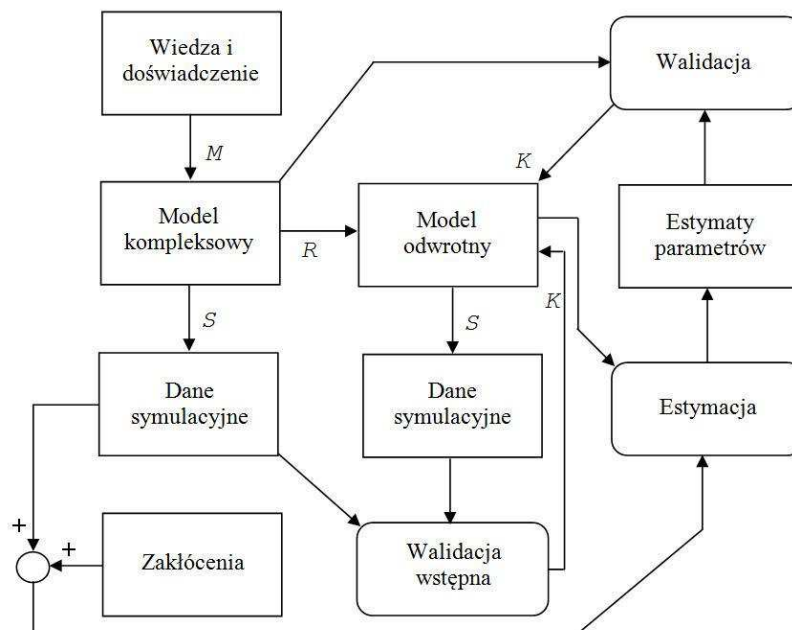 Wiedza i
doświadczenie
Walidacja
M
K
Model
kompleksowy
R
Model
odwrotny
Estymaty
parametrów
S
S
K
Dane
symulacyjne
Dane
symulacyjne
Estymacja
+
+
Zakłócenia
Walidacja
wstępna